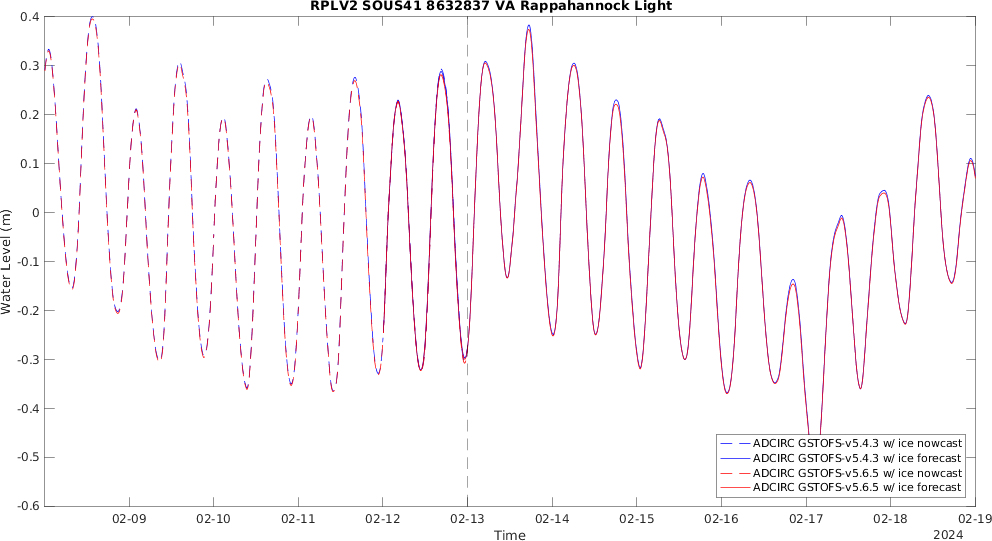 RPLV2 SOUS41 8632837 VA Rappahannock Light
0.4
0.3
0.2
0.1
0
-0.1
-0.2
-0.3
-0.4
-0.5
-0.6
Water Level (m)
ADCIRC GSTOFS-v5.4.3 w/ ice nowcast
ADCIRC GSTOFS-v5.4.3 w/ ice forecast
ADCIRC GSTOFS-v5.6.5 w/ ice nowcast
ADCIRC GSTOFS-v5.6.5 w/ ice forecast
02-09 02-10 02-11 02-12 02-13 02-14 02-15 02-16 02-17 02-18 02-19
Time
2024